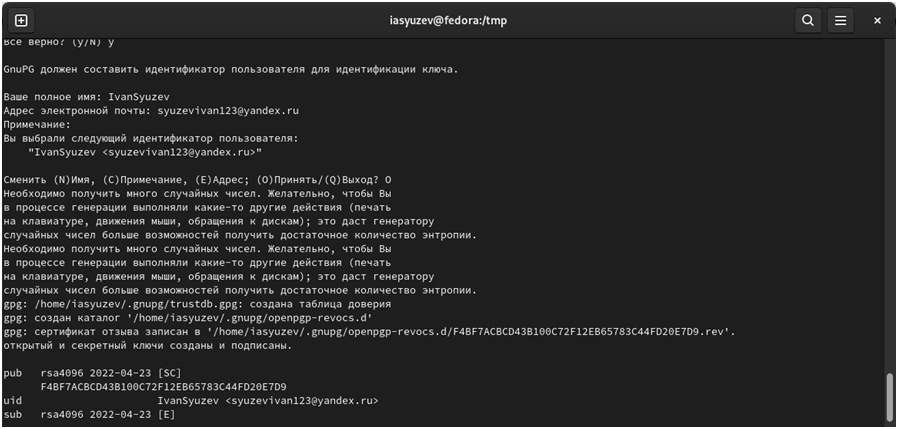 iasyuzev@fedora:/tmp
Все верно? (y/N) y
GnuPG должен составить идентификатор пользователя для идентификации ключа.
Ваше полное имя: IvanSyuzev
Адрес электронной почты: syuzevivan123@yandex.ru
Примечание:
Вы выбрали следующий идентификатор пользователя:
"IvanSyuzev <syuzevivan123@yandex.ru>"
Сменить (N)Имя, (C)Примечание, (E)Адрес; (O)Принять/(Q)Выход? O
Необходимо получить много случайных чисел. Желательно, чтобы Вы
в процессе генерации выполняли какие-то другие действия (печать
на клавиатуре, движения мыши, обращения к дискам); это даст генератору
случайных чисел больше возможностей получить достаточное количество энтропии.
Необходимо получить много случайных чисел. Желательно, чтобы Вы
в процессе генерации выполняли какие-то другие действия (печать
на клавиатуре, движения мыши, обращения к дискам); это даст генератору
случайных чисел больше возможностей получить достаточное количество энтропии.
gpg: /home/iasyuzev/.gnupg/trustdb.gpg: создана таблица доверия
gpg: создан каталог '/home/iasyuzev/.gnupg/openpgp-revocs.d'
gpg: сертификат отзыва записан в '/home/iasyuzev/.gnupg/openpgp-revocs.d/F4BF7ACBCD43B100C72F12EB65783C44FD20E7D9.rev'.
открытый и секретный ключи созданы и подписаны.
pub   rsa4096 2022-04-23 [SC]
F4BF7ACBCD43B100C72F12EB65783C44FD20E7D9
uid                      IvanSyuzev <syuzevivan123@yandex.ru>
sub   rsa4096 2022-04-23 [E]